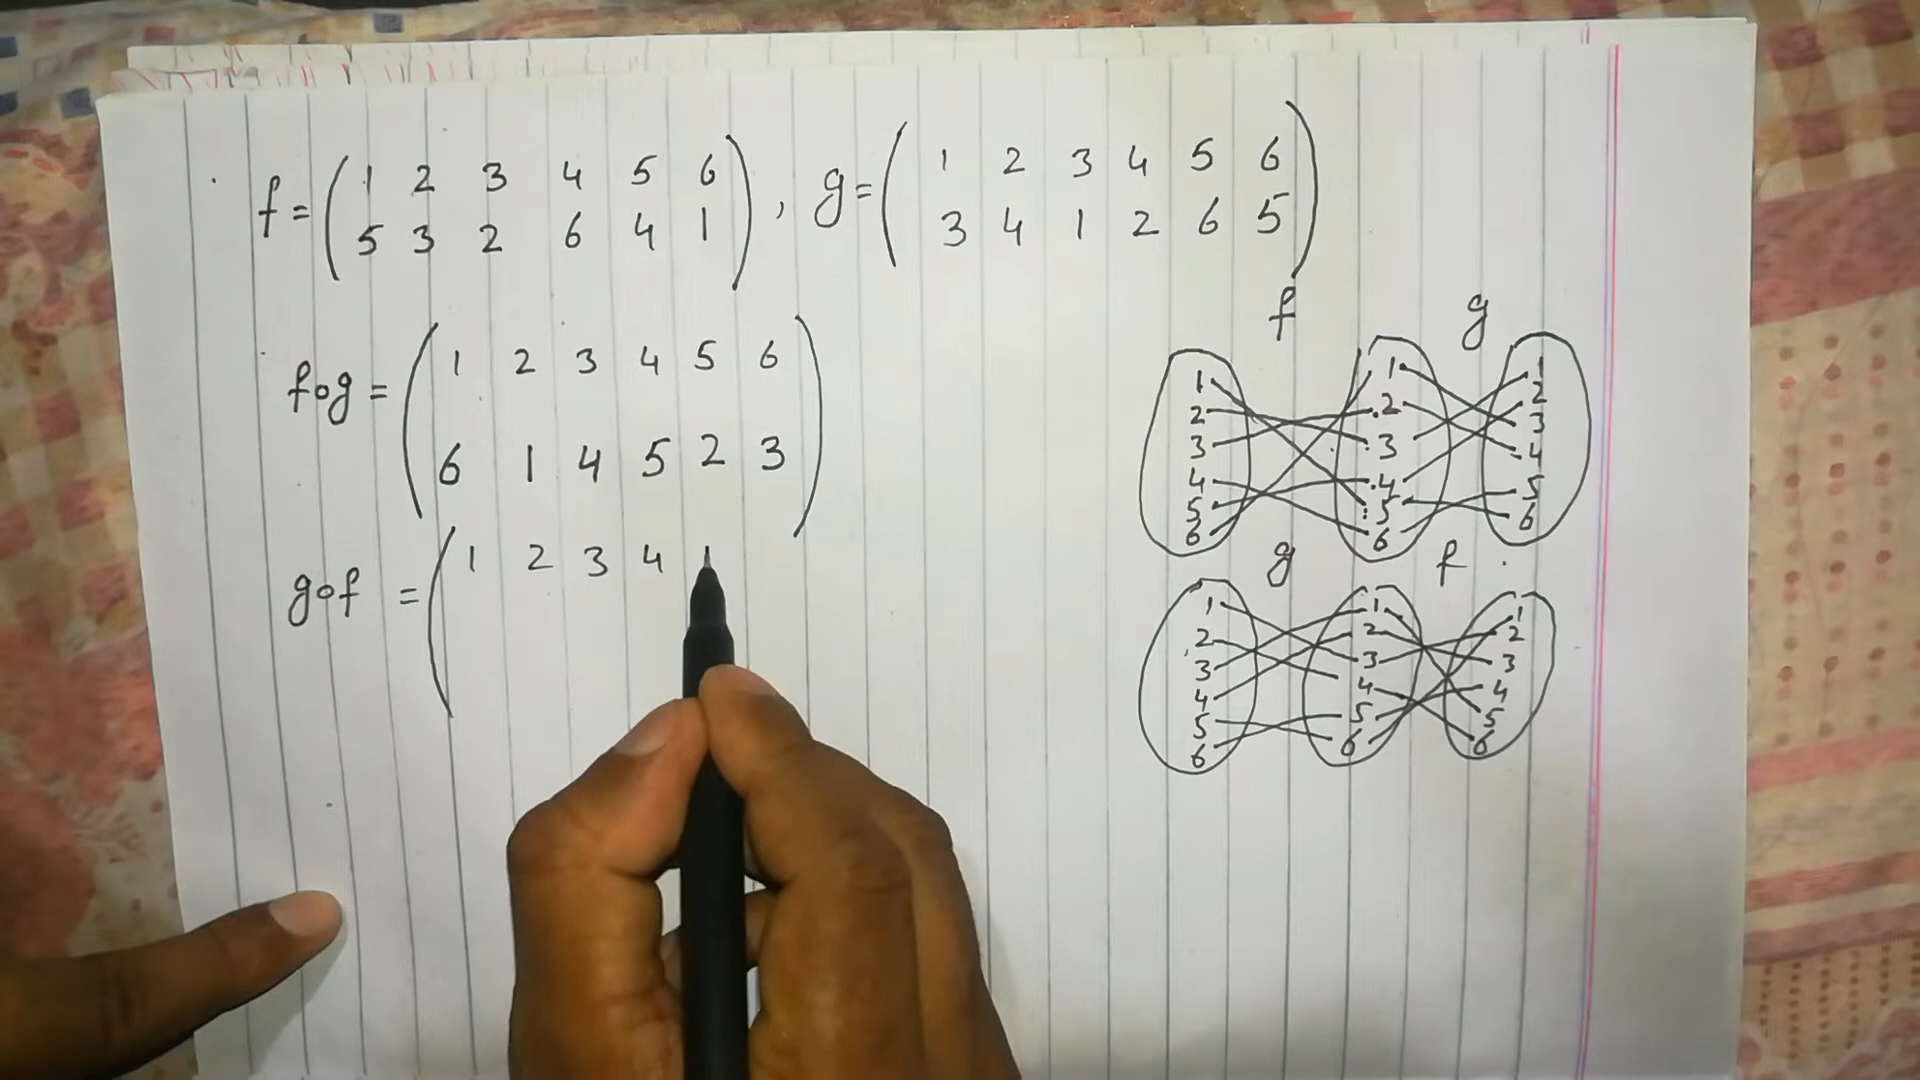 f = ( 1 2 3 4 5 6 ) , g = ( 1 2 3 4 5 6 )
5 3 2 6 4 1 3 4 1 2 6 5
fog = ( 1 2 3 4 5 6 )
6 1 4 5 2 3
gof = ( 1 2 3 4
f g
1 1 1
2 2 2
3 3 3
4 4 4
5 5 5
6 6 6
g f
1 1 1
2 2 2
3 3 3
4 4 4
5 5 5
6 6 6